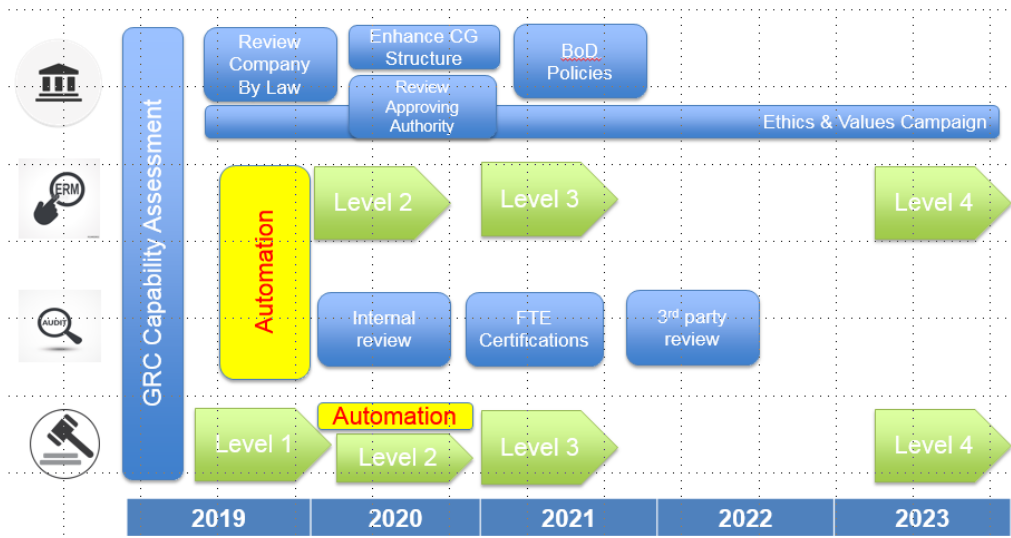 GRC Capability Assessment
Review
Company
By Law
Enhance CG
Structure
Review
Approving
Authority
BoD
Policies
Ethics & Values Campaign
ERM
Automation
Level 2
Level 3
Level 4
AUDIT
Internal
review
FTE
Certifications
3rd party
review
Level 1
Automation
Level 2
Level 3
Level 4
2019
2020
2021
2022
2023